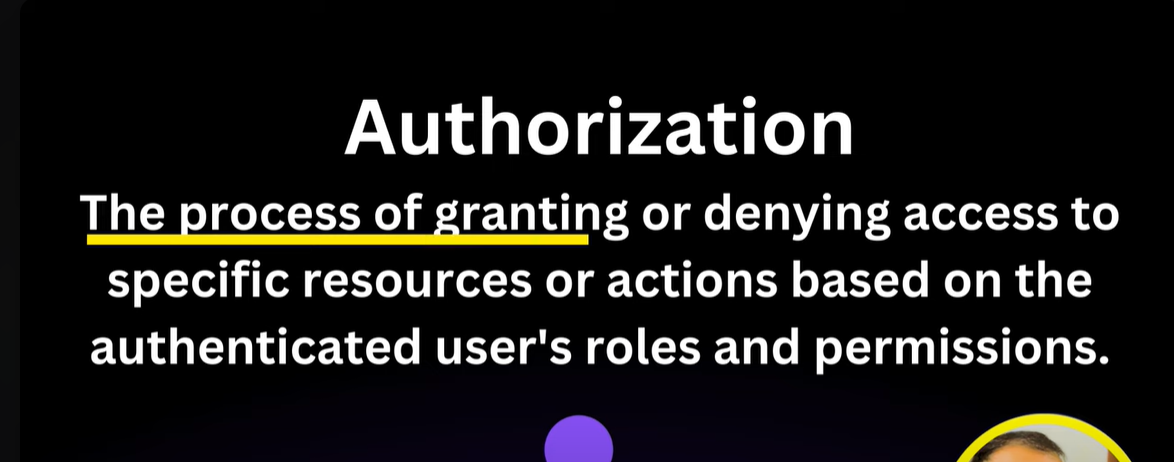 Authorization
The process of granting or denying access to
specific resources or actions based on the
authenticated user's roles and permissions.